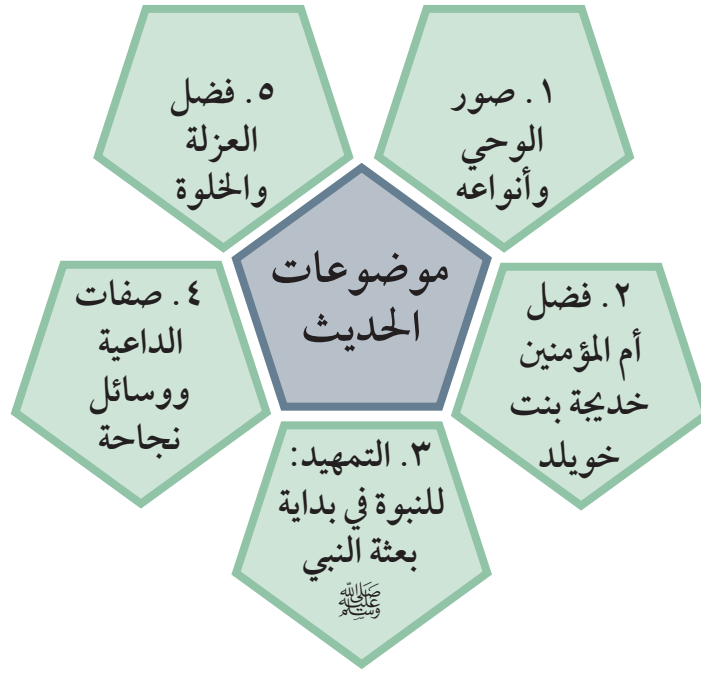 موضوعات
الحديث
١. صور
الوحي
وأنواعه
٢. فضل
أم المؤمنين
خديجة بنت
خويلد
٣. التمهيد:
للنبوة في بداية
بعثة النبي
ﷺ
٤. صفات
الداعية
ووسائل
نجاحة
٥. فضل
العزلة
والخلوة